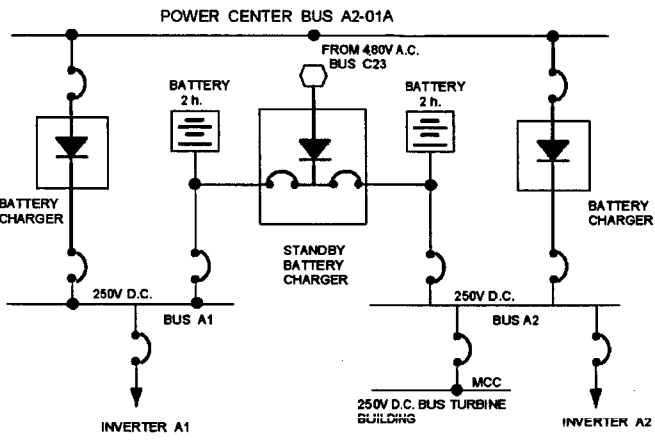 POWER CENTER BUS A2-01A
FROM 480V A.C.
BUS C23
BATTERY
2 h.
BATTERY
2 h.
BATTERY
CHARGER
STANDBY
BATTERY
CHARGER
BATTERY
CHARGER
250V D.C.
BUS A1
250V D.C.
BUS A2
MCC
250V D.C. BUS TURBINE
BUILDING
INVERTER A1
INVERTER A2